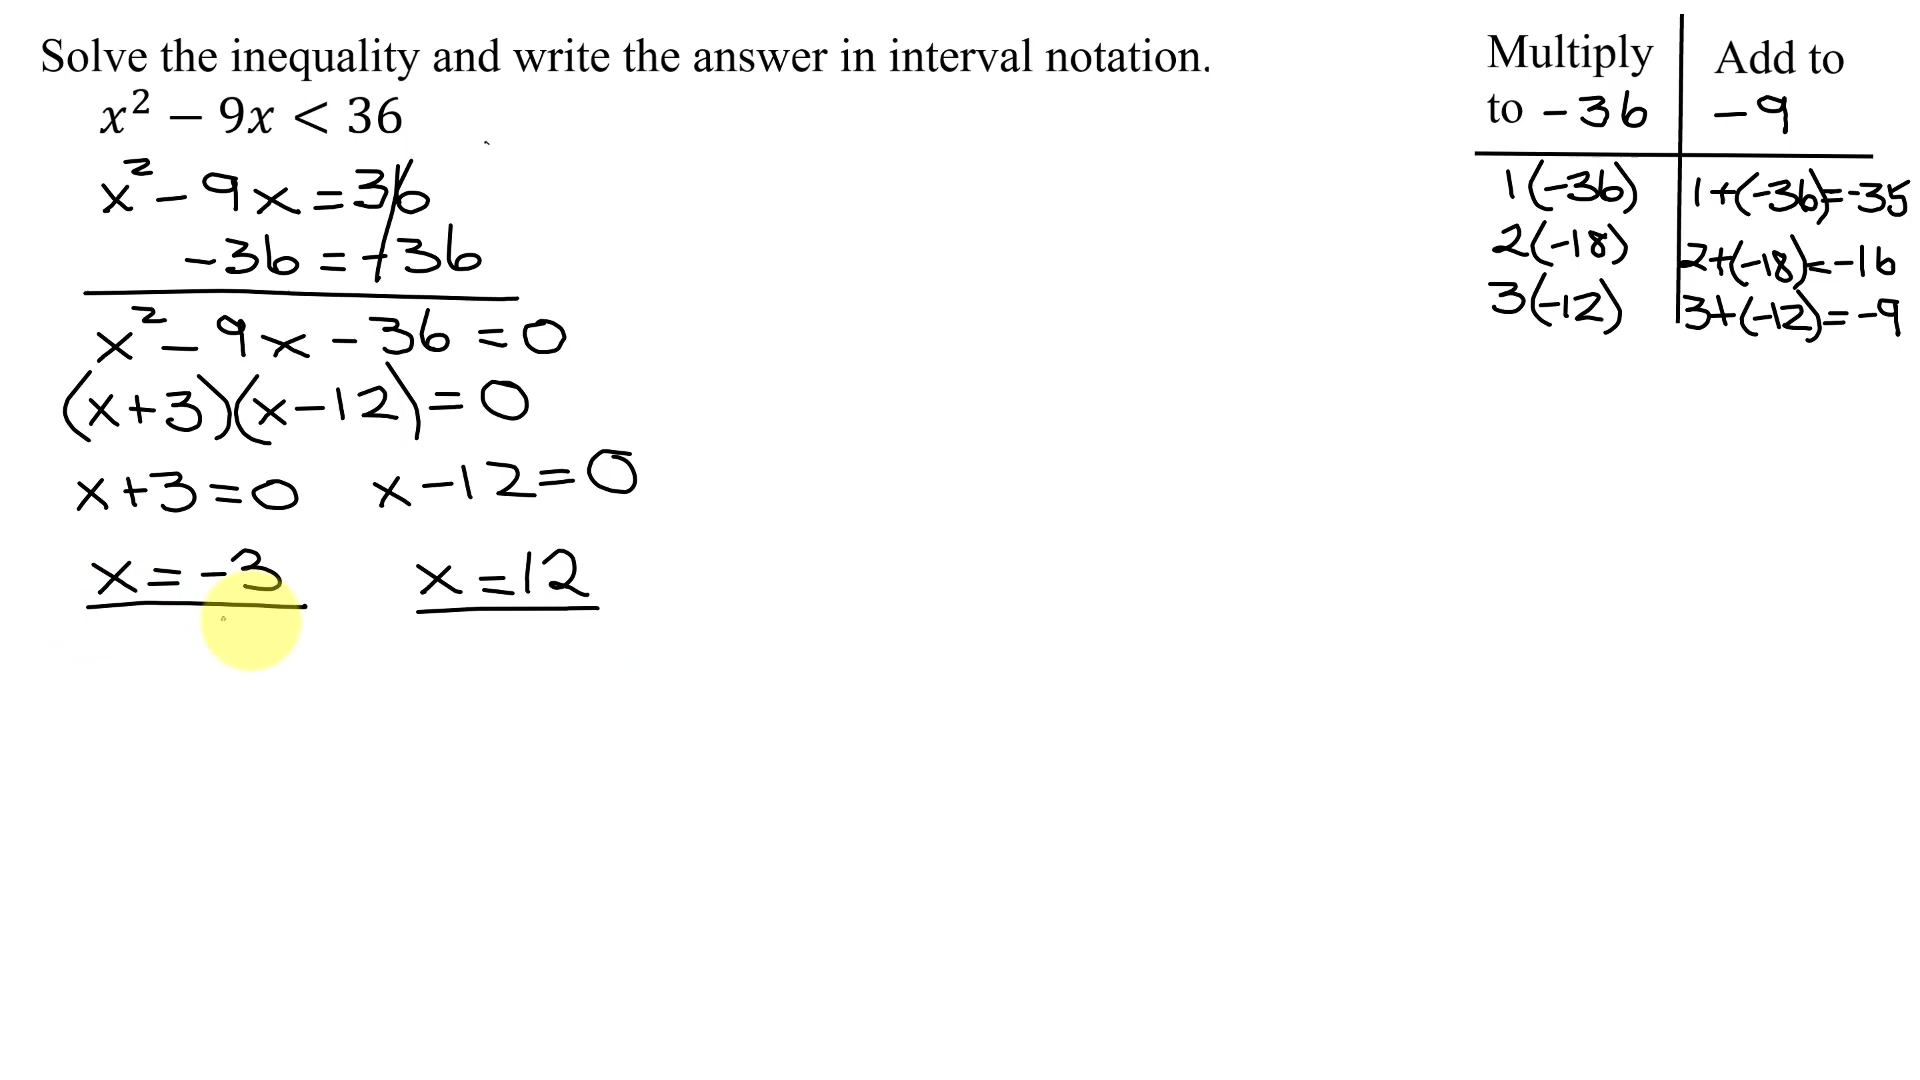 Solve the inequality and write the answer in interval notation.
x² − 9x < 36
x² - 9x = 36
-36 = -36
x² - 9x - 36 = 0
(x+3)(x-12) = 0
x+3=0 x-12=0
x=-3 x=12
Multiply Add to
to -36 -9
1(-36) 1+(-36)=-35
2(-18) 2+(-18)=-16
3(-12) 3+(-12)=-9